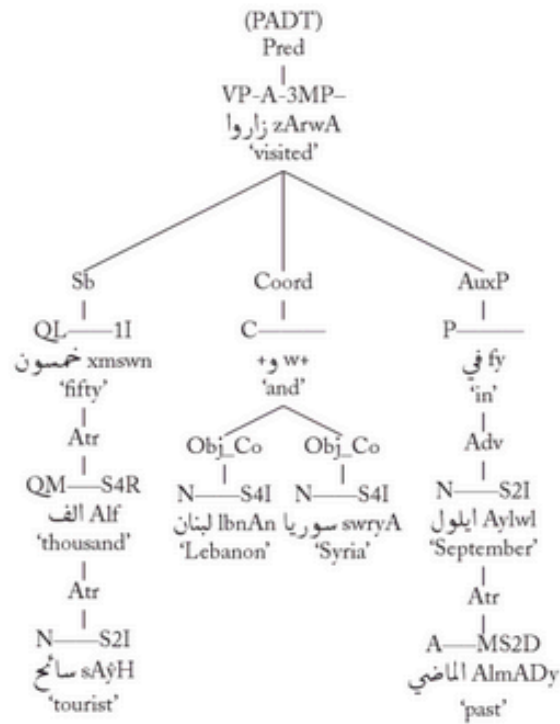 (PADT)
Pred
VP-A-3MP–
زاروا zArwA
‘visited’
Sb Coord AuxP
QL——1I C——— P———
خمسون xmswn +و w+ في fy
‘fifty’ ‘and’ ‘in’
Atr Obj_Co Obj_Co Adv
QM——S4R N——S4I N——S4I N——S2I
الف Alf لبنان lbnAn سوريا swryA ايلول Aylwl
‘thousand’ ‘Lebanon’ ‘Syria’ ‘September’
Atr Atr
N——S2I A——MS2D
سائح sAŷH الماضي AlmADy
‘tourist’ ‘past’